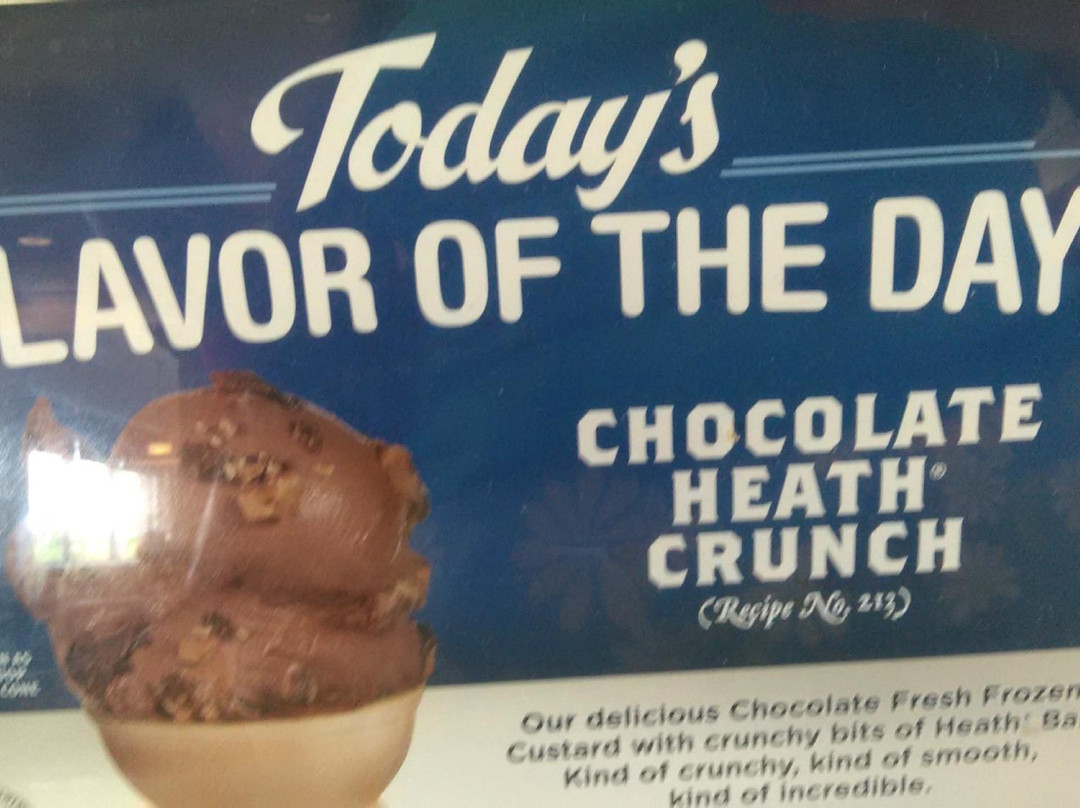 Today's
LAVOR OF THE DAY
CHOCOLATE
HEATH®
CRUNCH
(Recipe No. 213)
Our delicious Chocolate Fresh Frozen
Custard with crunchy bits of Heath® Ba
Kind of crunchy, kind of smooth,
kind of incredible.